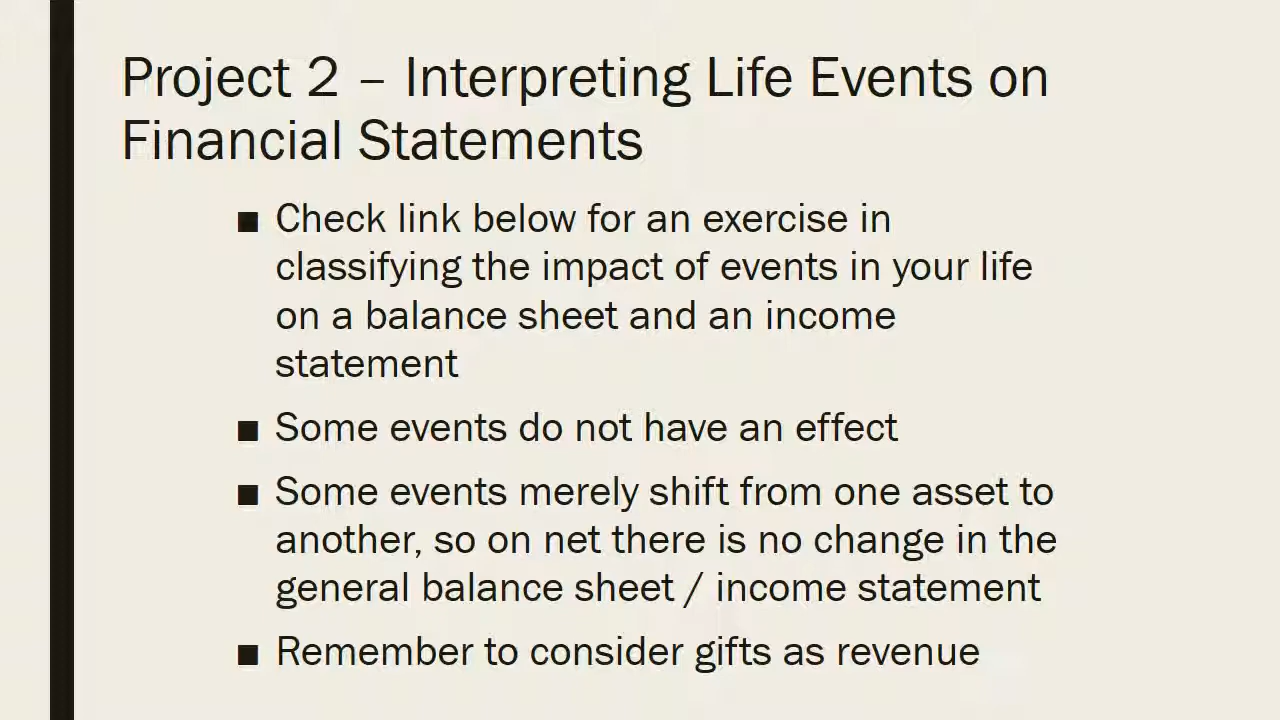 Project 2 – Interpreting Life Events on
Financial Statements
■ Check link below for an exercise in
classifying the impact of events in your life
on a balance sheet and an income
statement
■ Some events do not have an effect
■ Some events merely shift from one asset to
another, so on net there is no change in the
general balance sheet / income statement
■ Remember to consider gifts as revenue